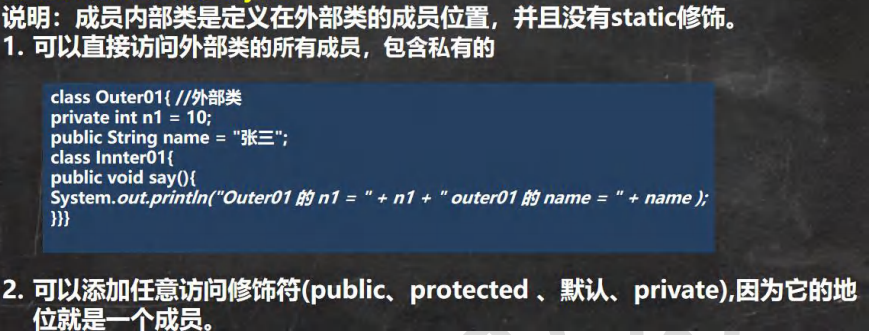 说明：成员内部类是定义在外部类的成员位置，并且没有static修饰。
1. 可以直接访问外部类的所有成员，包含私有的
class Outer01{ //外部类
private int n1 = 10;
public String name = "张三";
class Innter01{
public void say(){
System.out.println("Outer01 的 n1 = " + n1 + " outer01 的 name = " + name );
}}}
2. 可以添加任意访问修饰符(public、protected 、默认、private),因为它的地
位就是一个成员。